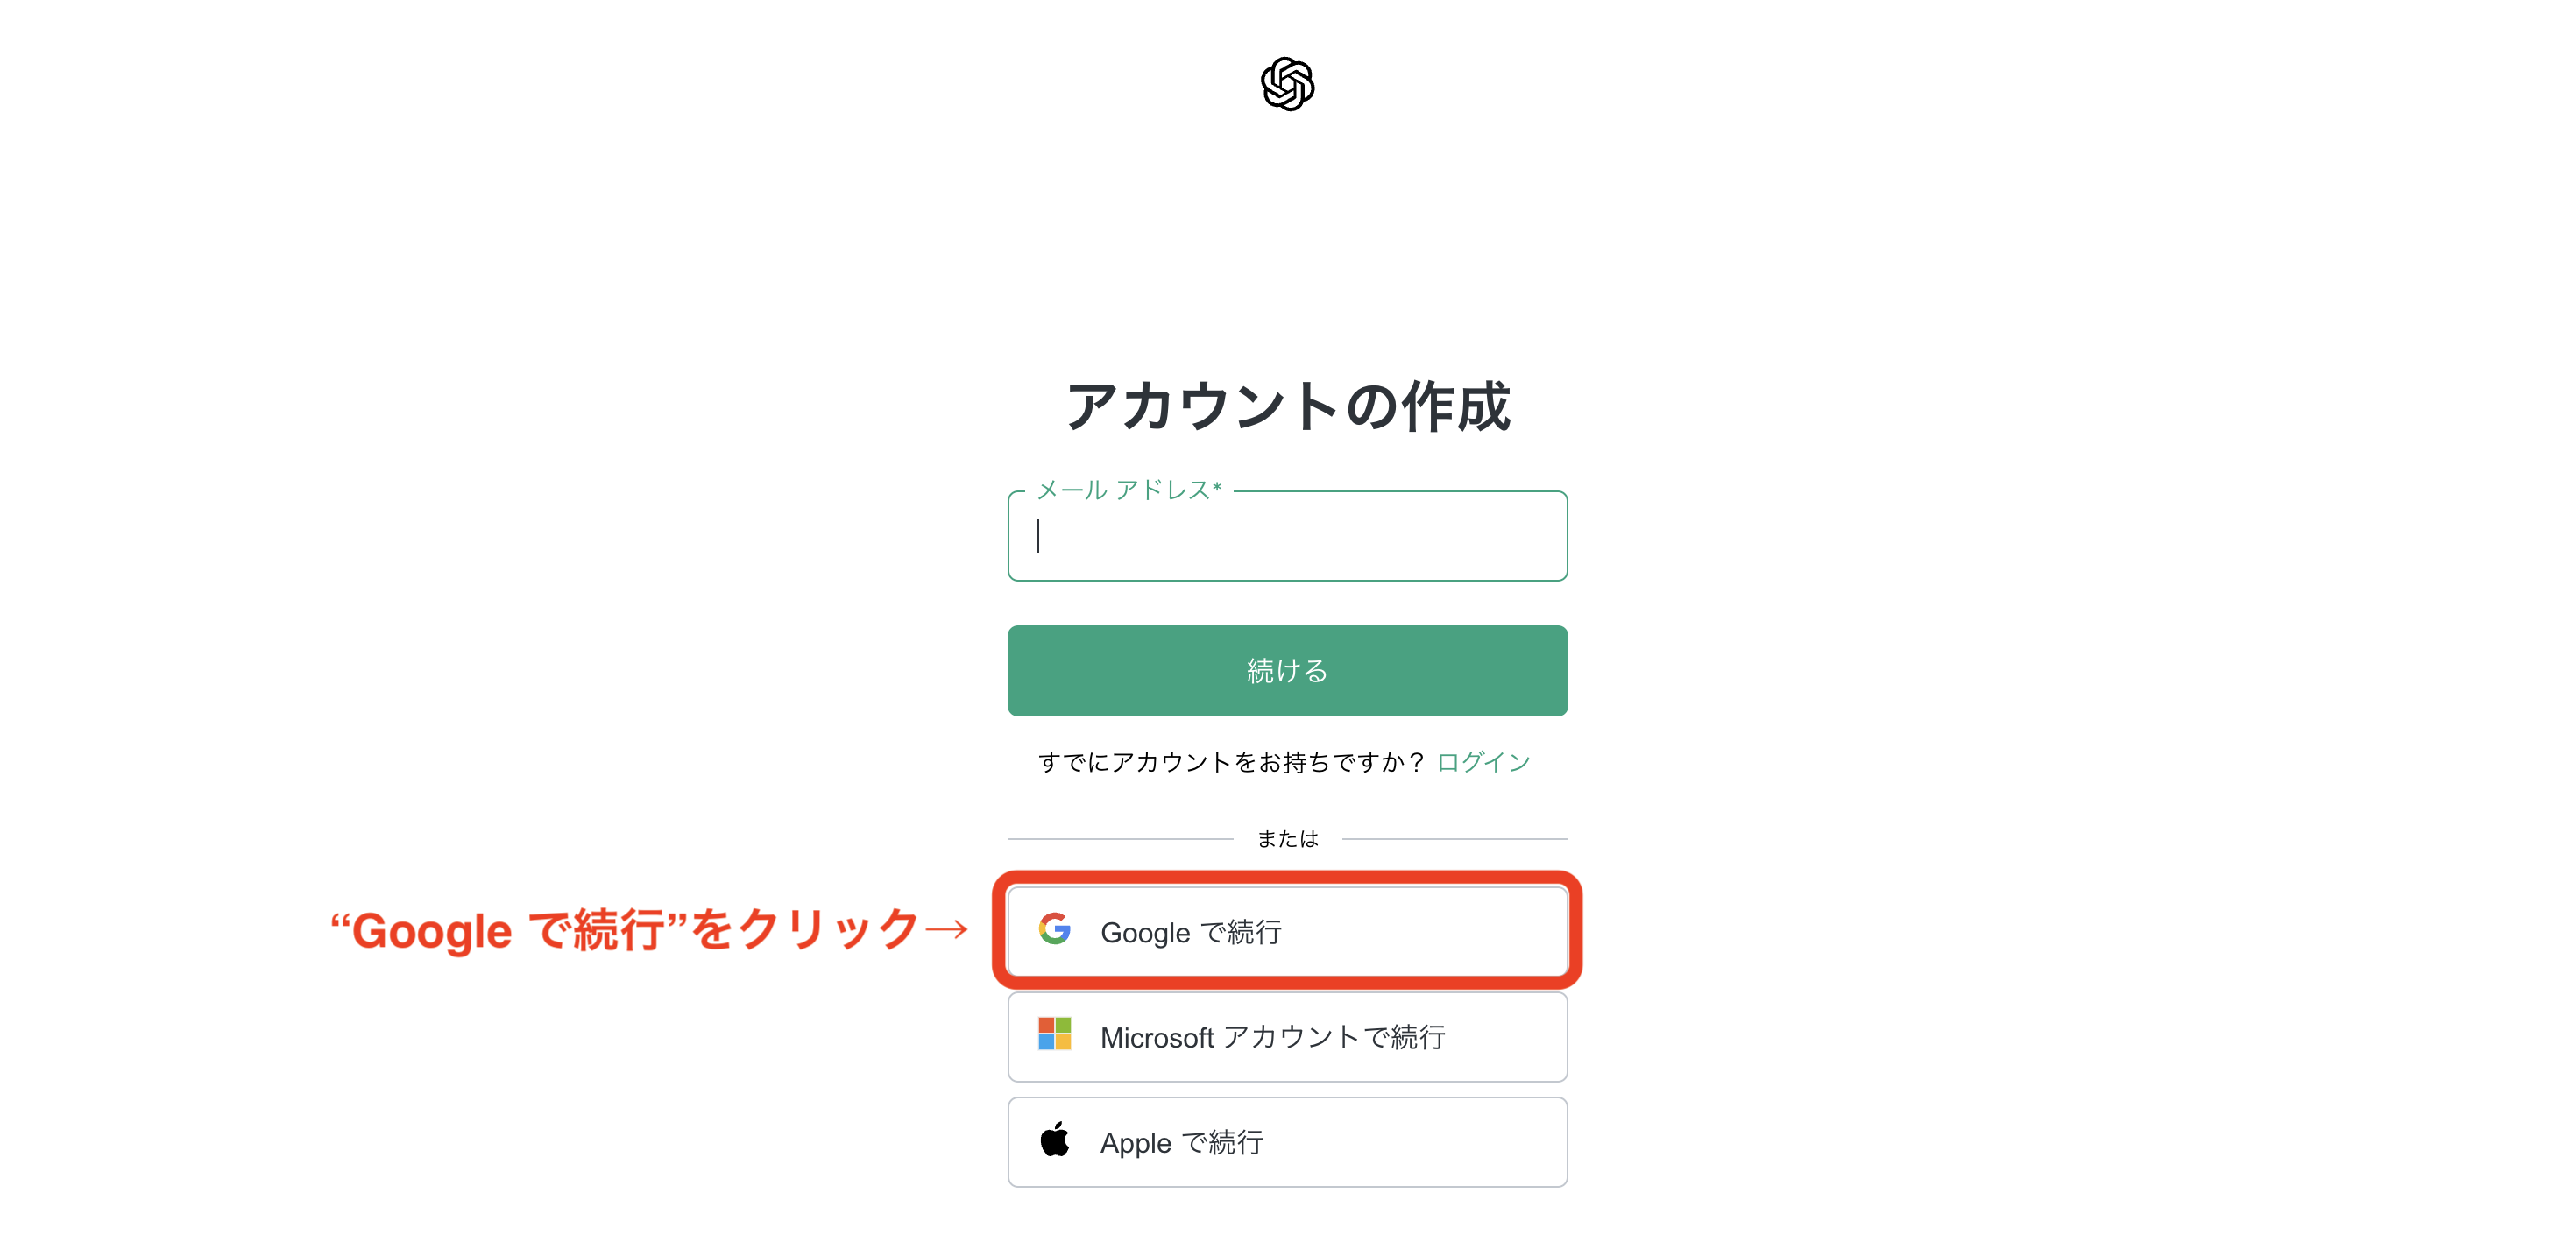 アカウントの作成
メール アドレス*
続ける
すでにアカウントをお持ちですか？ ログイン
または
“Google で続行”をクリック→
Google で続行
Microsoft アカウントで続行
Apple で続行